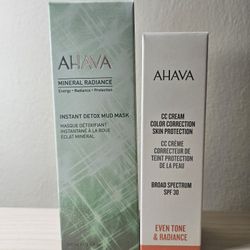 AHAVA
MINERAL RADIANCE
Energy • Radiance • Protection
INSTANT DETOX MUD MASK
MASQUE DÉTOXIFIANT
INSTANTANÉ À LA BOUE
ÉCLAT MINÉRAL
AHAVA
CC CREAM
COLOR CORRECTION
SKIN PROTECTION
CC CRÈME
CORRECTEUR DE
TEINT PROTECTION
DE LA PEAU
BROAD SPECTRUM
SPF 30
EVEN TONE
& RADIANCE